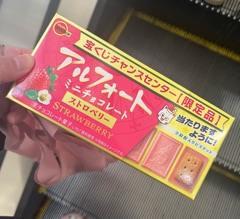 宝くじチャンスセンター【限定品】
アルフォート
ミニチョコレート
ストロベリー
STRAWBERRY
当たります
ように!